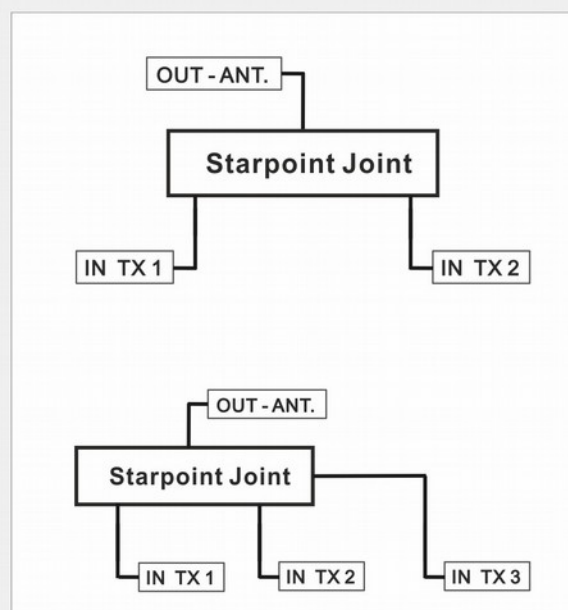 OUT - ANT.
Starpoint Joint
IN TX 1
IN TX 2
OUT - ANT.
Starpoint Joint
IN TX 1
IN TX 2
IN TX 3